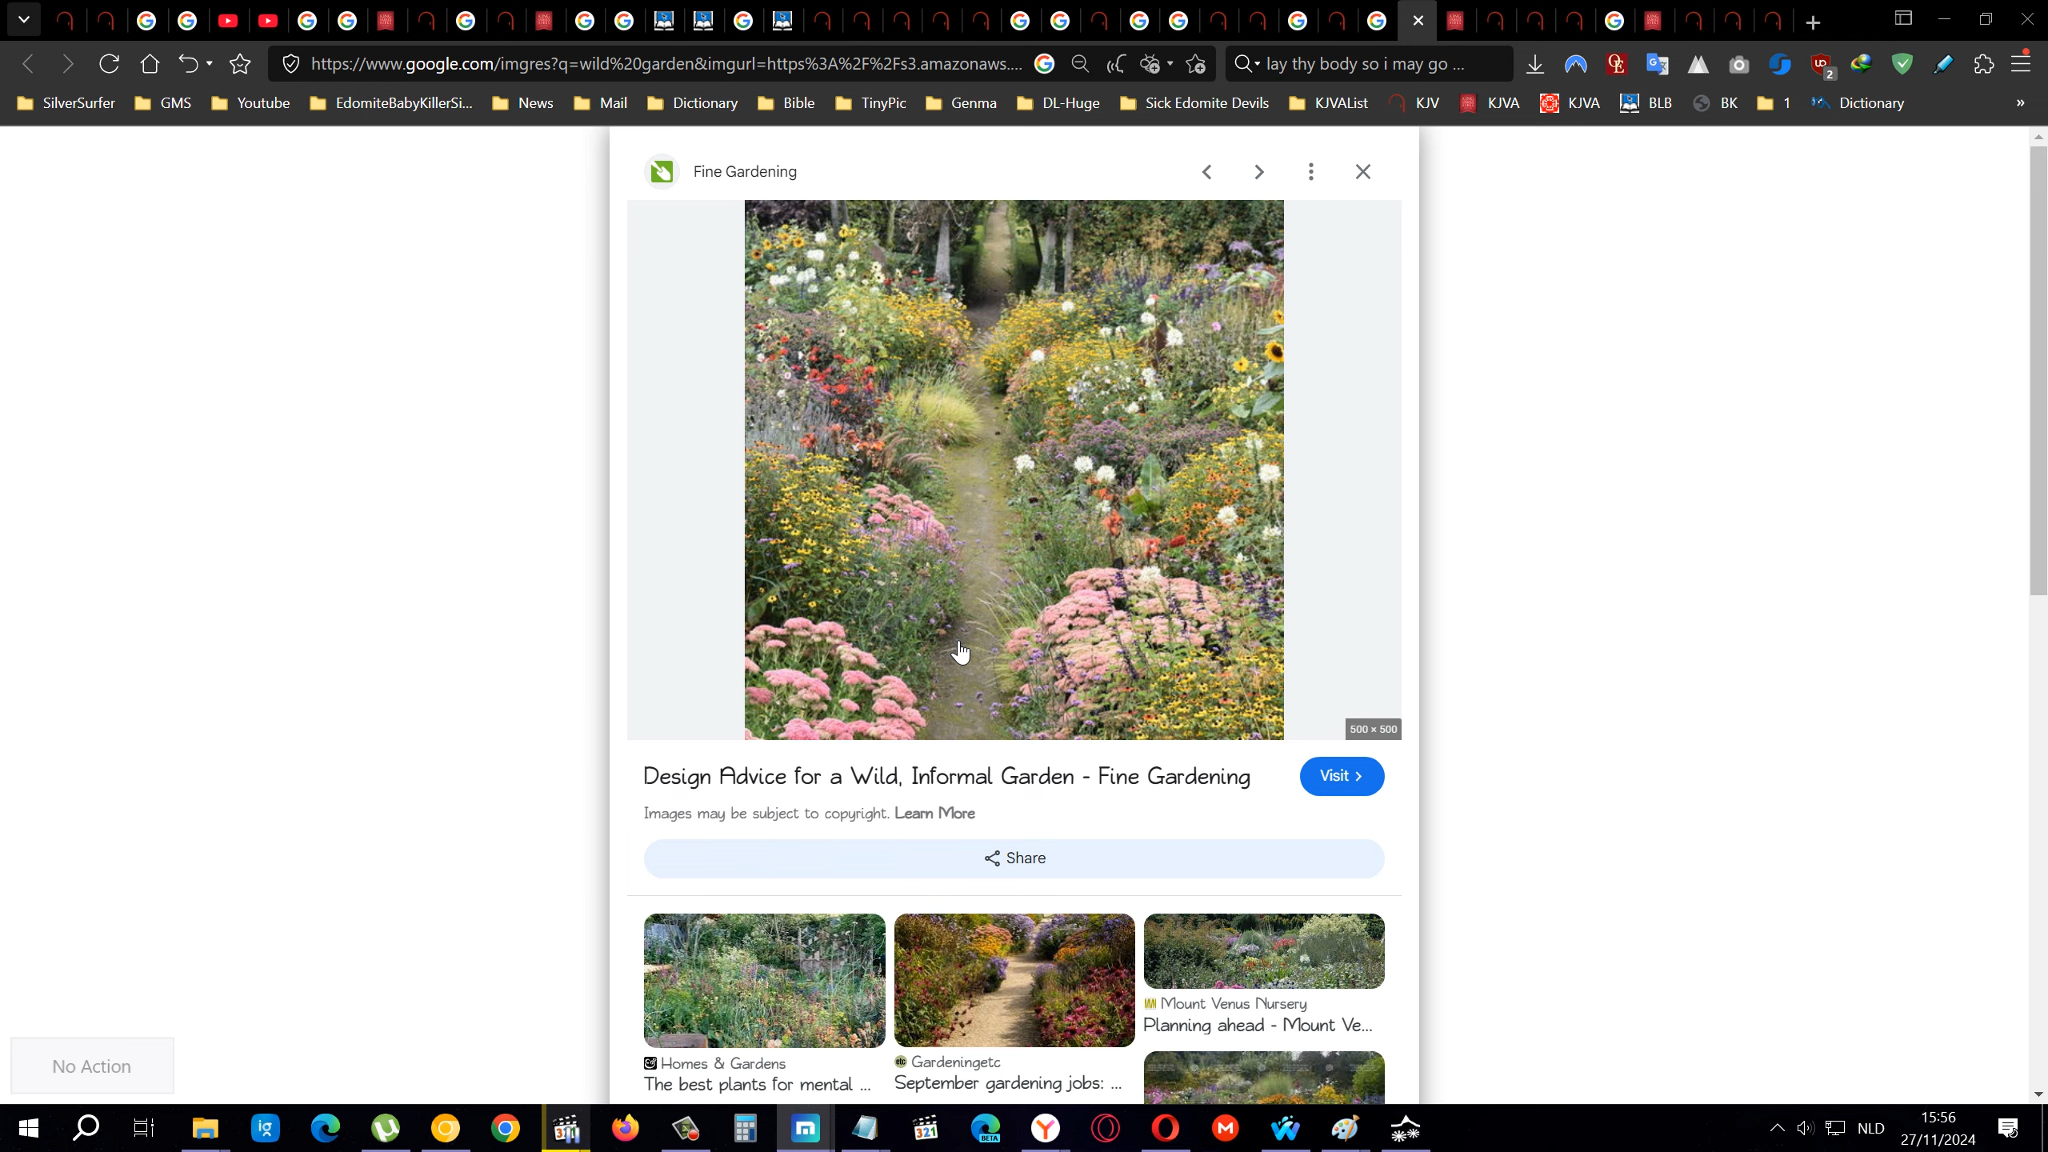 https://www.google.com/imgres?q=wild%20garden&imgurl=https%3A%2F%2Fs3.amazonaws....
lay thy body so i may go ...
2
SilverSurfer
GMS
Youtube
EdomiteBabyKillerSi...
News
Mail
Dictionary
Bible
TinyPic
Genma
DL-Huge
Sick Edomite Devils
KJVAList
KJV
KJVA
KJVA
BLB
BK
1
Dictionary
»
Fine Gardening
500 × 500
Design Advice for a Wild, Informal Garden - Fine Gardening
Visit
Images may be subject to copyright. Learn More
Share
Homes & Gardens
The best plants for mental ...
Gardeningetc
September gardening jobs: ...
Mount Venus Nursery
Planning ahead - Mount Ve...
No Action
NLD
15:56
27/11/2024